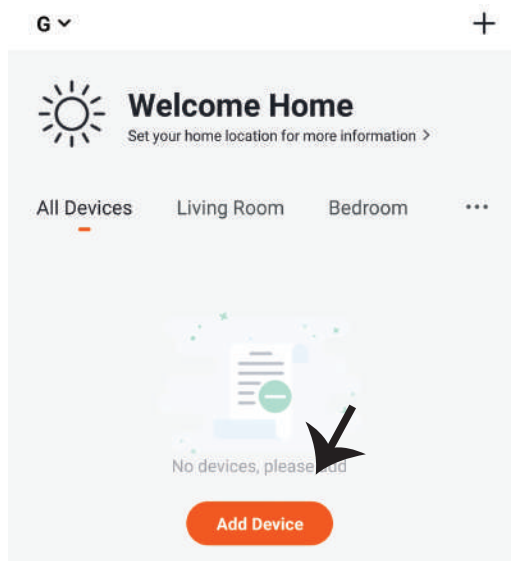 G
Welcome Home
Set your home location for more information >
All Devices Living Room Bedroom ...
No devices, please add
Add Device